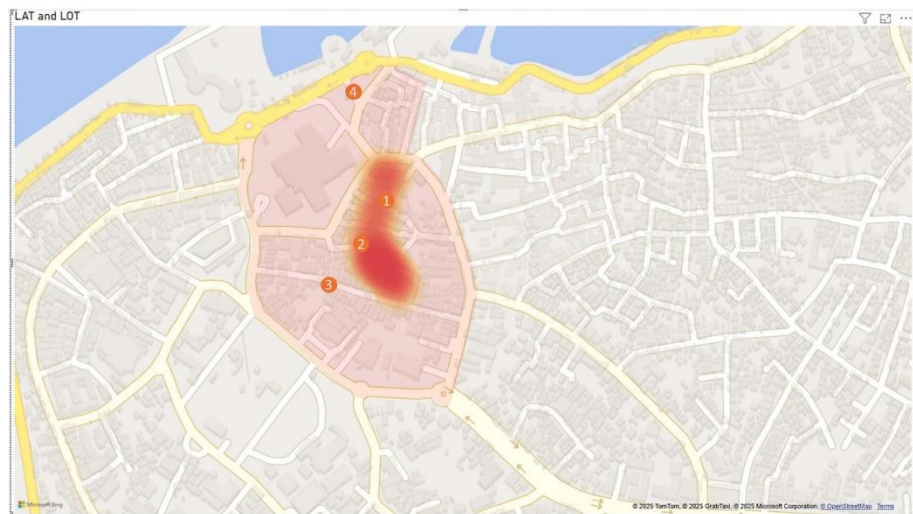 LAT and LOT
4
1
2
3
Microsoft Bing
© 2025 TomTom, © 2025 GrabTaxi, © 2025 Microsoft Corporation, © OpenStreetMap Terms